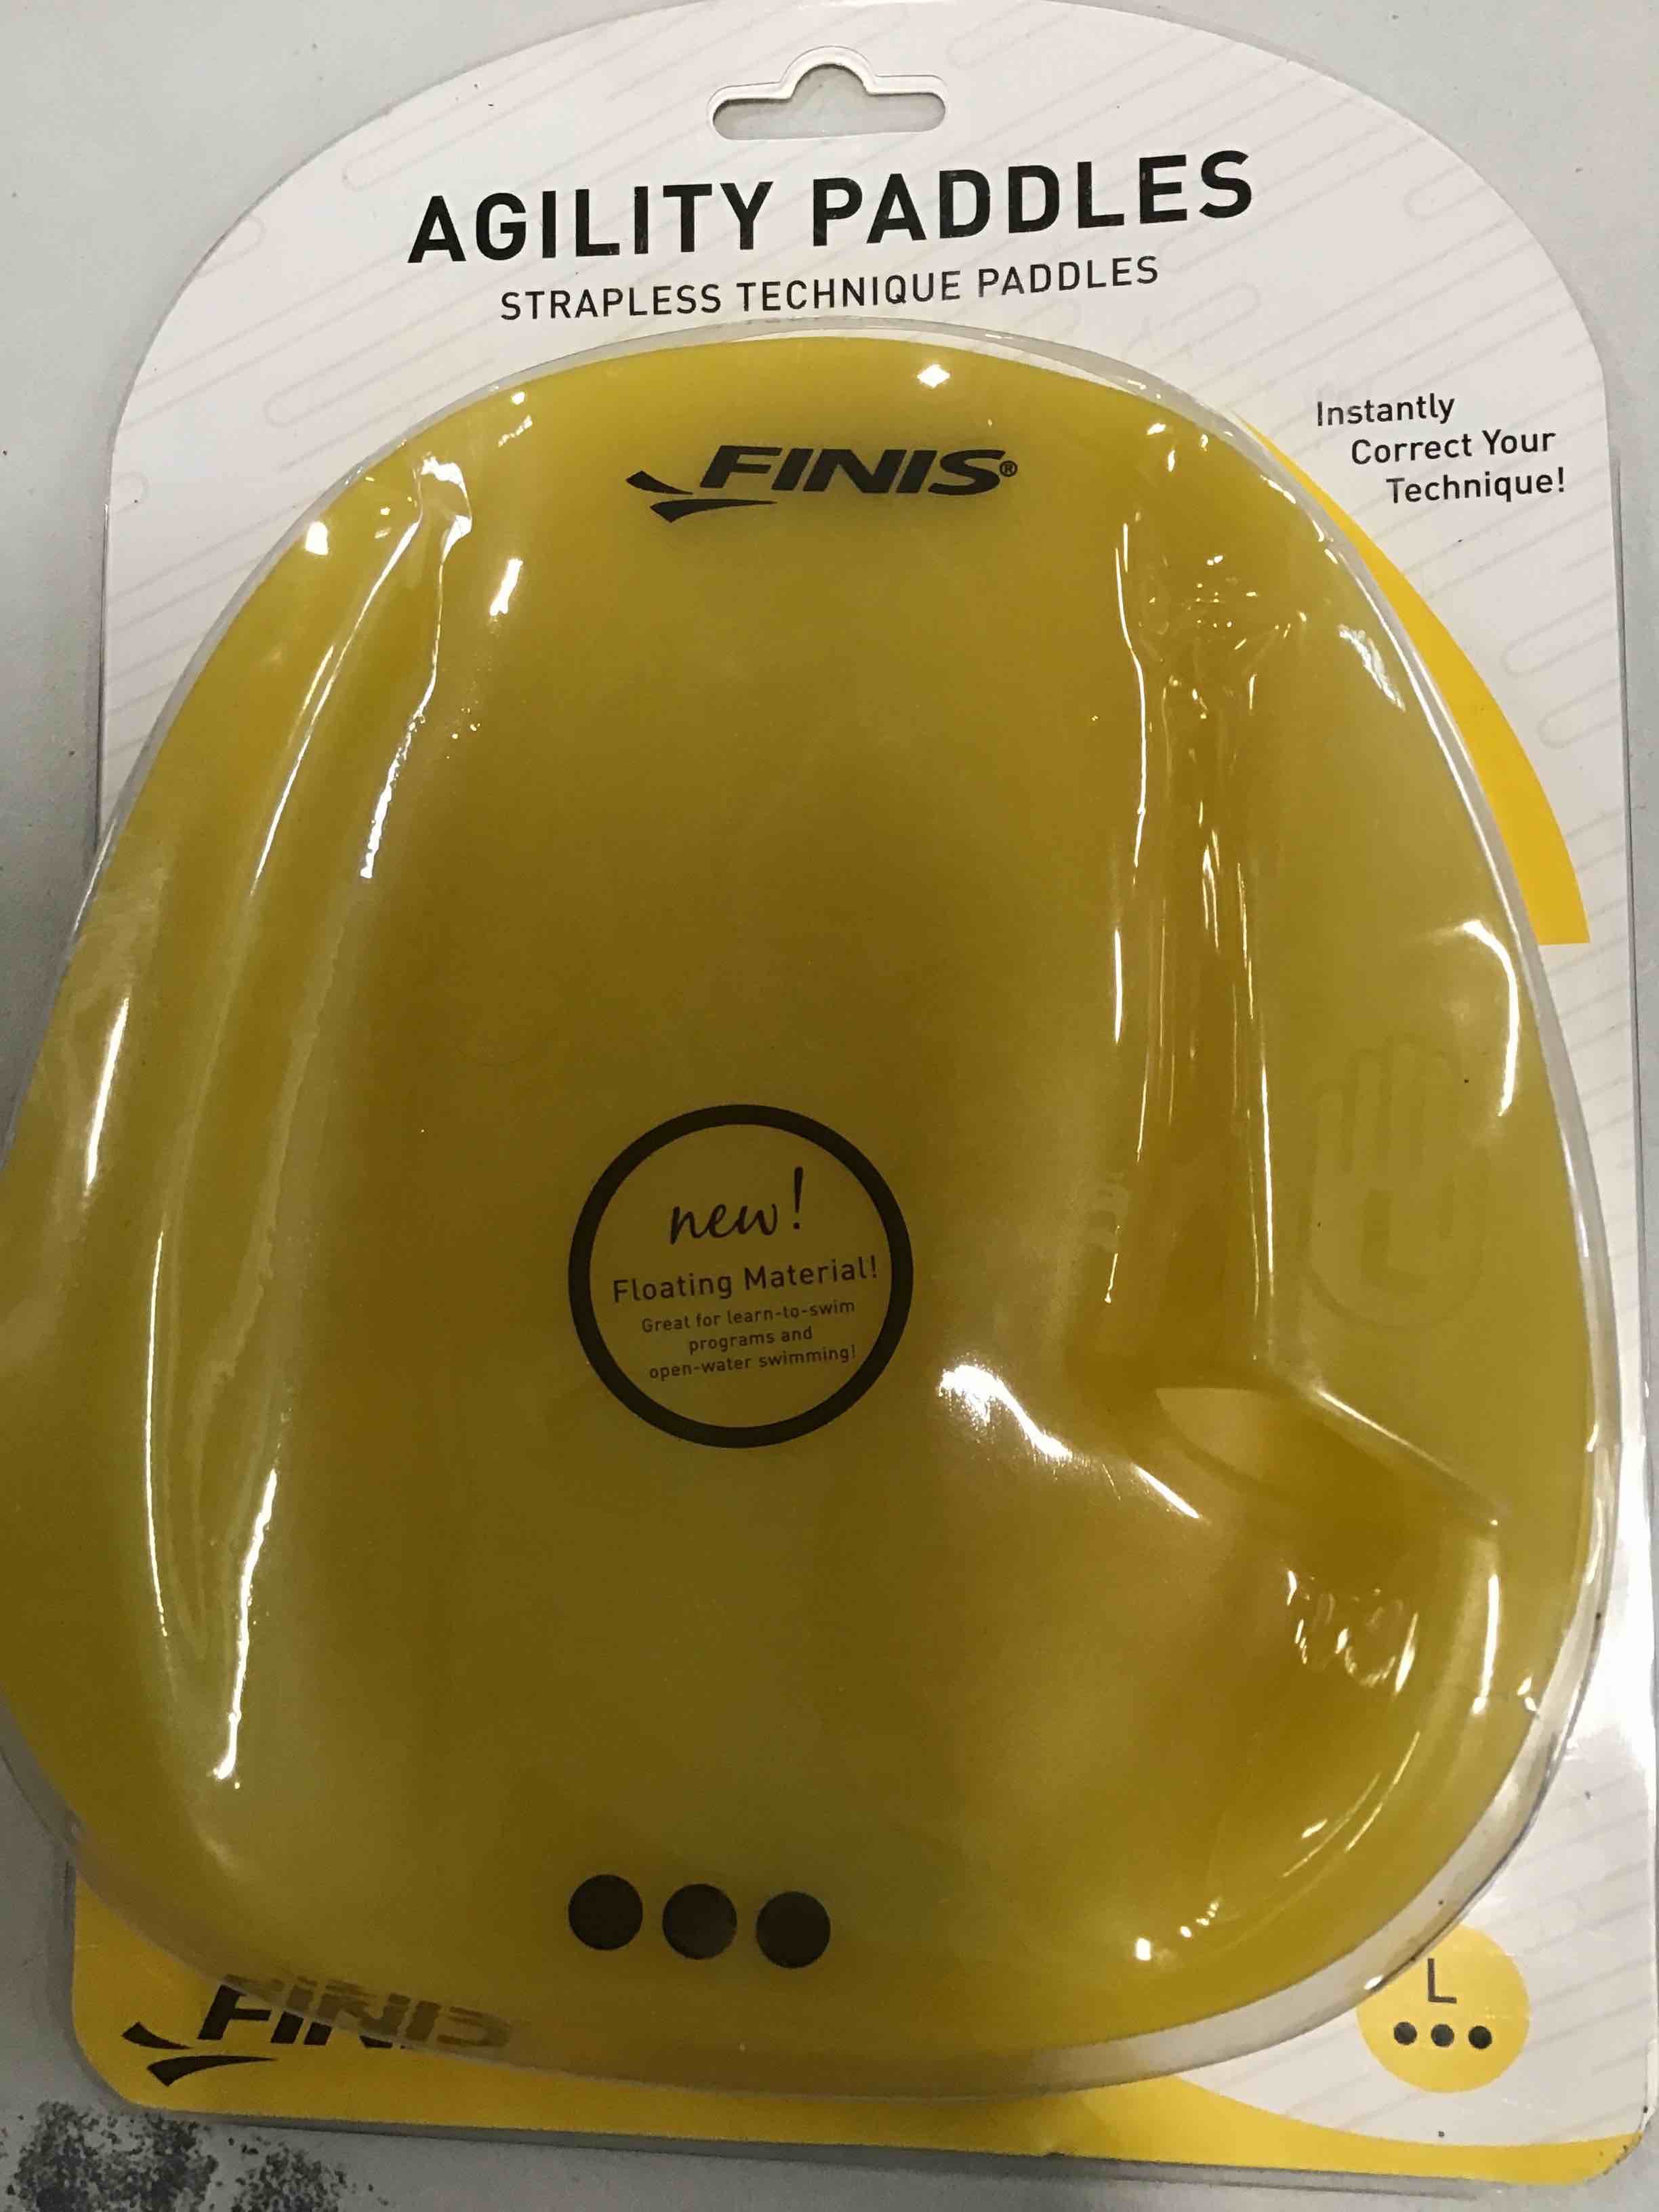 AGILITY PADDLES
STRAPLESS TECHNIQUE PADDLES
Instantly
Correct Your
Technique!
FINIS®
new!
Floating Material!
Great for learn-to-swim
programs and
open-water swimming!
L
FINIS
L